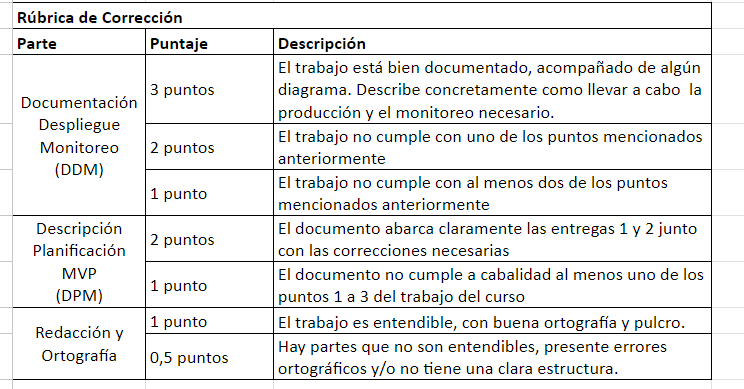 Rúbrica de Corrección
Parte Puntaje Descripción
Documentación
Despliegue
Monitoreo
(DDM)
3 puntos
El trabajo está bien documentado, acompañado de algún
diagrama. Describe concretamente como llevar a cabo la
producción y el monitoreo necesario.
2 puntos
El trabajo no cumple con uno de los puntos mencionados
anteriormente
1 punto
El trabajo no cumple con al menos dos de los puntos
mencionados anteriormente
Descripción
Planificación
MVP
(DPM)
2 puntos
El documento abarca claramente las entregas 1 y 2 junto
con las correcciones necesarias
1 punto
El documento no cumple a cabalidad al menos uno de los
puntos 1 a 3 del trabajo del curso
Redacción y
Ortografía
1 punto
El trabajo es entendible, con buena ortografía y pulcro.
0,5 puntos
Hay partes que no son entendibles, presente errores
ortográficos y/o no tiene una clara estructura.